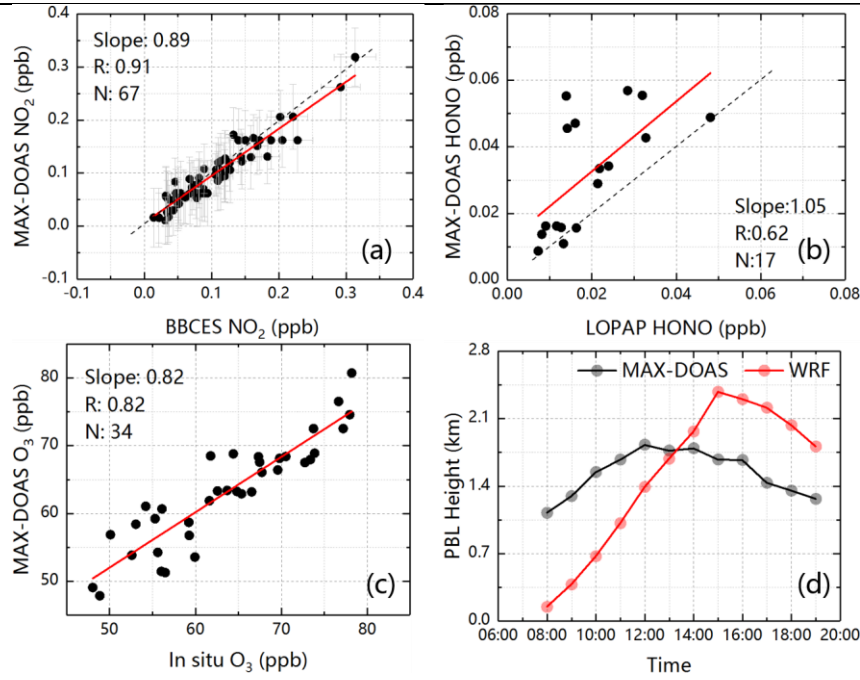 Slope: 0.89
R: 0.91
N: 67
(a)
0.4
0.3
0.2
0.1
0.0
-0.1
-0.1 0.0 0.1 0.2 0.3 0.4
MAX-DOAS NO2 (ppb)
BBCES NO2 (ppb)
0.08
0.06
0.04
0.02
0.00
0.00 0.02 0.04 0.06 0.08
MAX-DOAS HONO (ppb)
Slope:1.05
R:0.62
N:17
(b)
LOPAP HONO (ppb)
Slope: 0.82
R: 0.82
N: 34
(c)
80
70
60
50
50 60 70 80
MAX-DOAS O3 (ppb)
In situ O3 (ppb)
MAX-DOAS WRF
2.8
2.1
1.4
0.7
0.0
06:00 08:00 10:00 12:00 14:00 16:00 18:00 20:00
PBL Height (km)
(d)
Time